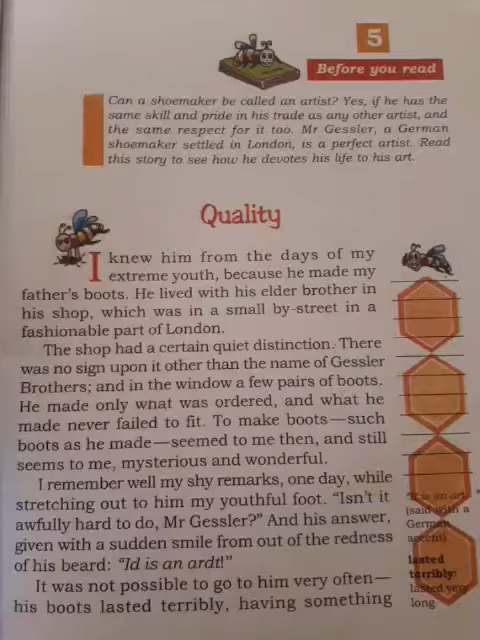 5
Before you read
Can a shoemaker be called an artist? Yes, if he has the
same skill and pride in his trade as any other artist, and
the same respect for it too. Mr Gessler, a German
shoemaker settled in London, is a perfect artist. Read
this story to see how he devotes his life to his art.
Quality
I knew him from the days of my
extreme youth, because he made my
father's boots. He lived with his elder brother in
his shop, which was in a small by-street in a
fashionable part of London.
The shop had a certain quiet distinction. There
was no sign upon it other than the name of Gessler
Brothers; and in the window a few pairs of boots.
He made only what was ordered, and what he
made never failed to fit. To make boots—such
boots as he made—seemed to me then, and still
seems to me, mysterious and wonderful.
I remember well my shy remarks, one day, while
stretching out to him my youthful foot. "Isn't it
awfully hard to do, Mr Gessler?" And his answer,
given with a sudden smile from out of the redness
of his beard: "Id is an ardt!"
It was not possible to go to him very often—
his boots lasted terribly, having something
"It is an art."
(said with a
German
accent)
lasted
terribly:
lasted very
long